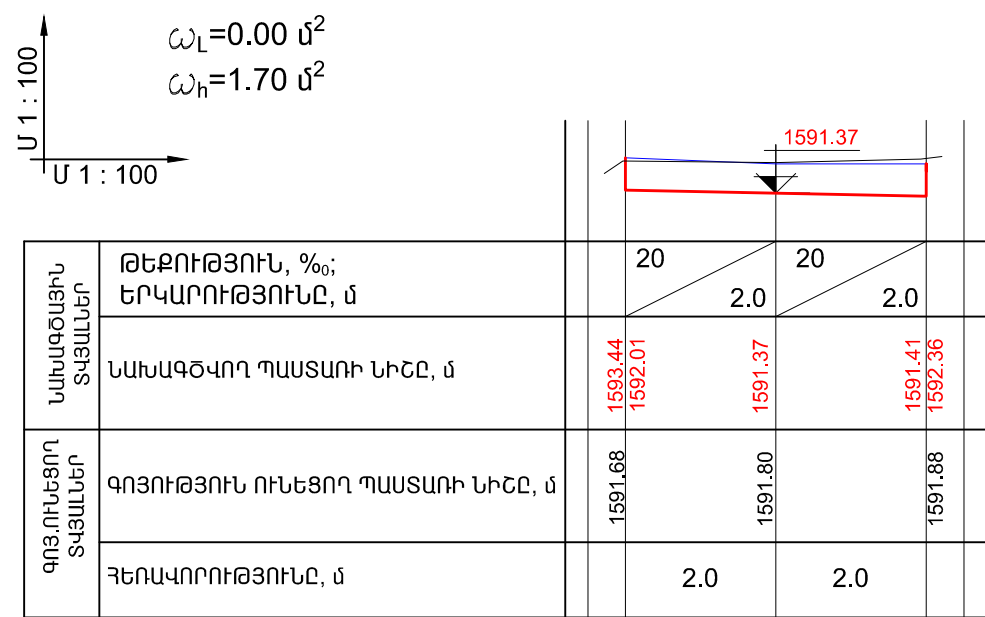 Մ 1 : 100
Մ 1 : 100
ωL=0.00 մ²
ωh=1.70 մ²
1591.37
ՆԱԽԱԳԾԱՅԻՆ
ՏՎՅԱԼՆԵՐ
ԹԵՔՈՒԹՅՈՒՆ, %₀;
ԵՐԿԱՐՈՒԹՅՈՒՆԸ, մ
20 2.0 20 2.0
ՆԱԽԱԳԾՎՈՂ ՊԱՍՏԱՌԻ ՆԻՇԸ, մ
1593.44 1592.01 1591.37 1591.41 1592.36
ԳՈՅ.ՈՒՆԵՑՈՂ
ՏՎՅԱԼՆԵՐ
ԳՈՅՈՒԹՅՈՒՆ ՈՒՆԵՑՈՂ ՊԱՍՏԱՌԻ ՆԻՇԸ, մ
1591.68 1591.80 1591.88
ՀԵՌԱՎՈՐՈՒԹՅՈՒՆԸ, մ
2.0 2.0